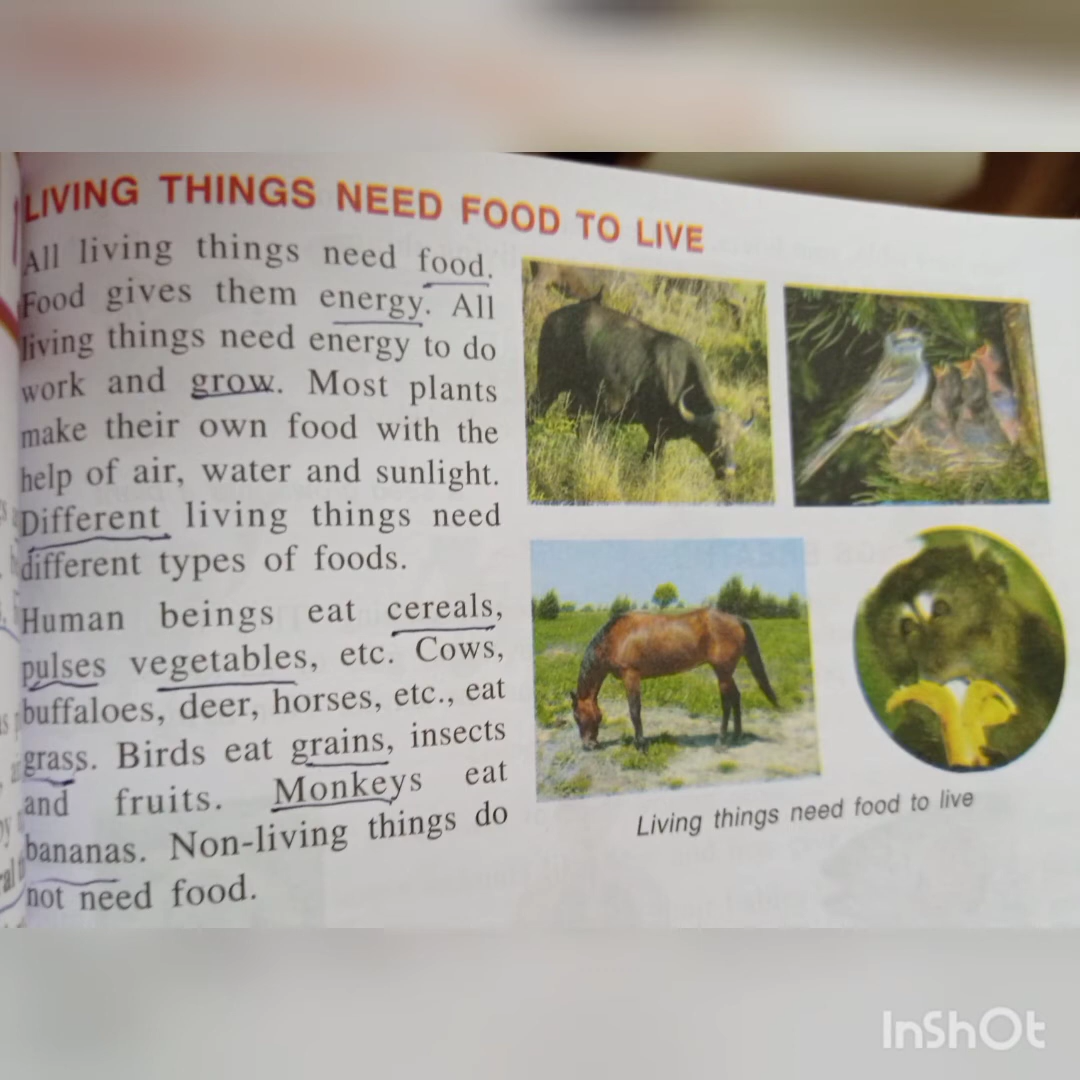 LIVING THINGS NEED FOOD TO LIVE
All living things need food.
Food gives them energy. All
living things need energy to do
work and grow. Most plants
make their own food with the
help of air, water and sunlight.
Different living things need
different types of foods.
Human beings eat cereals,
pulses vegetables, etc. Cows,
buffaloes, deer, horses, etc., eat
grass. Birds eat grains, insects
and fruits. Monkeys eat
bananas. Non-living things do
not need food.
Living things need food to live
InShOt